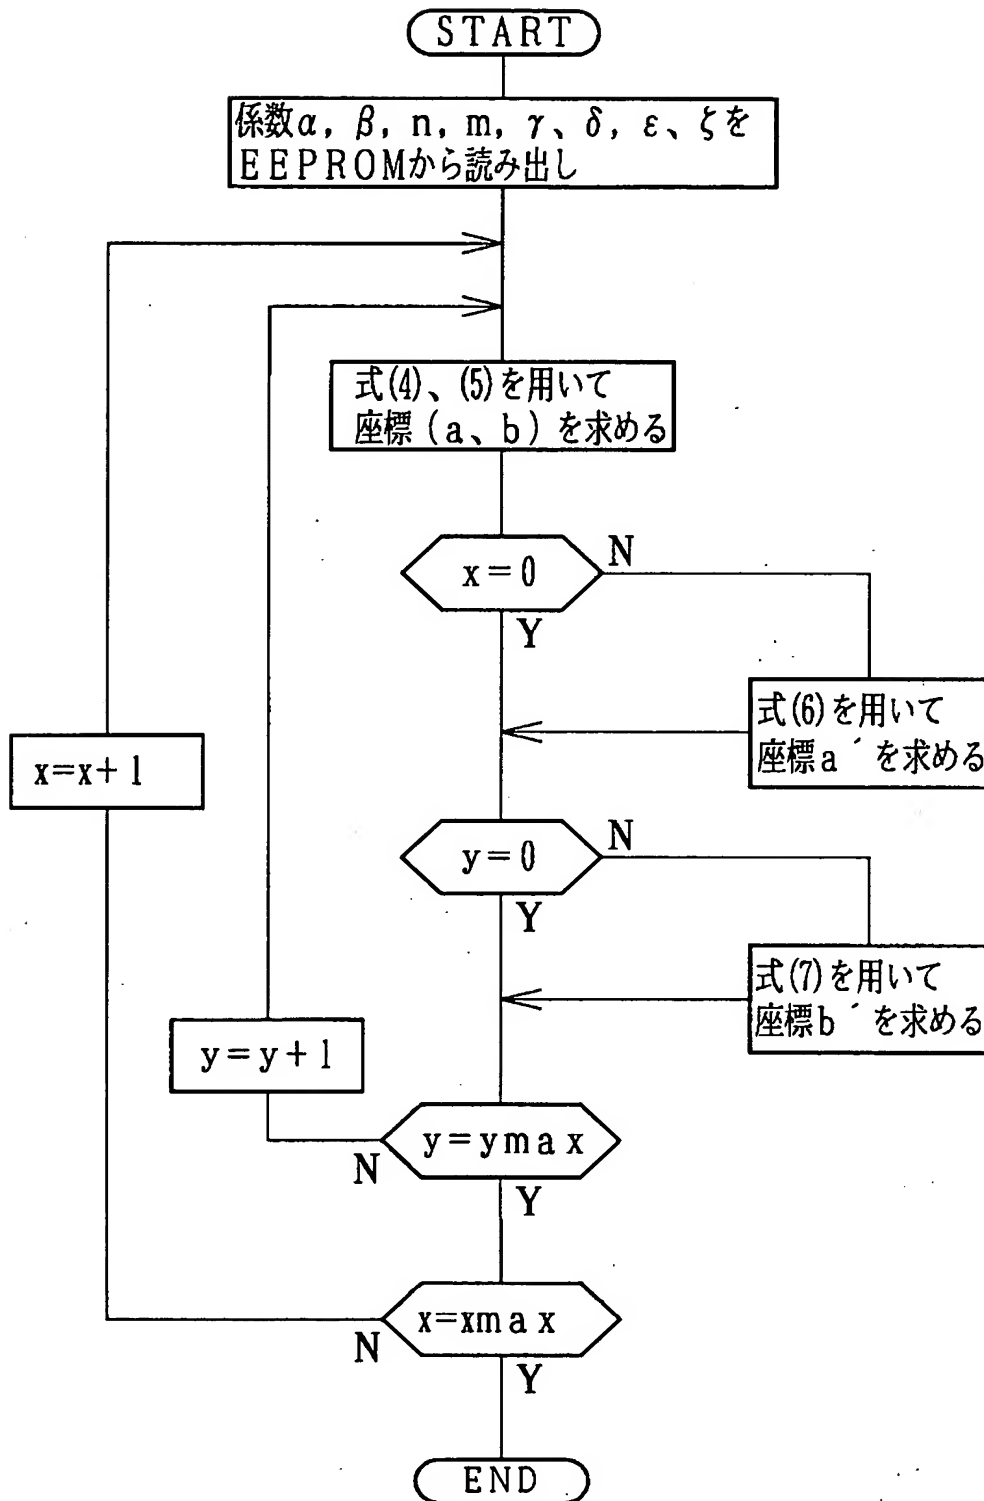 START
係数α, β, n, m, γ、δ, ε、ζを
EEPROMから読み出し
式(4)、(5)を用いて
座標 (a、b) を求める
x=0
N
Y
式(6)を用いて
座標a´を求める
x=x+1
y=0
N
Y
式(7)を用いて
座標b´を求める
y=y+1
y=ymax
N
Y
x=xmax
N
Y
END